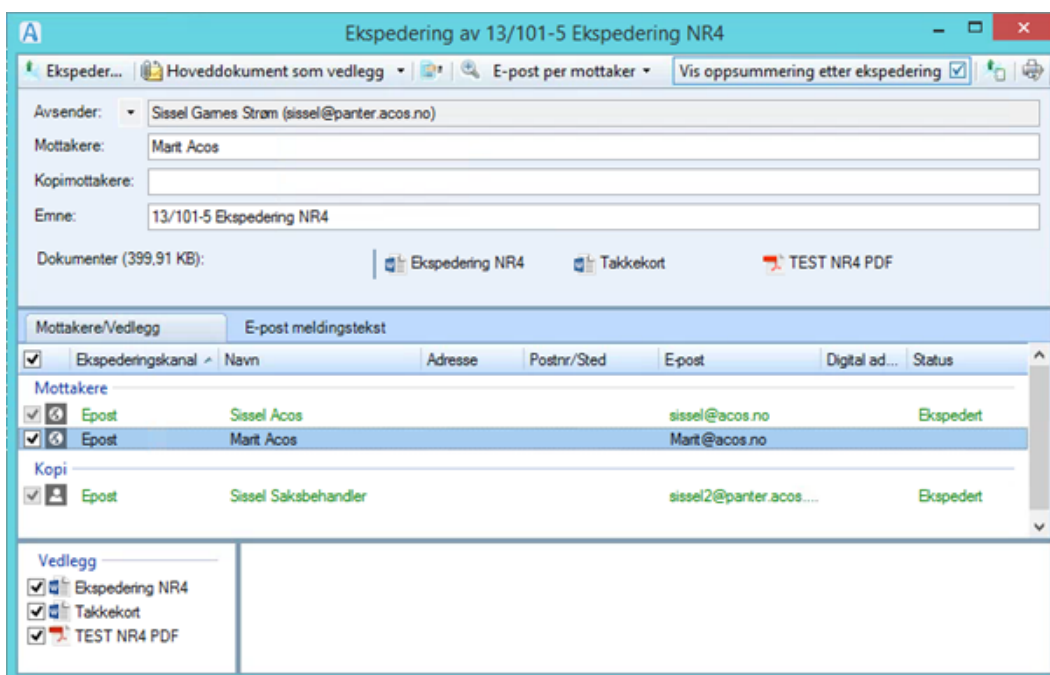 A Ekspedering av 13/101-5 Ekspedering NR4
Ekspeder... Hoveddokument som vedlegg E-post per mottaker Vis oppsummering etter ekspedering
Avsender: Sissel Games Strøm (sissel@panter.acos.no)
Mottakere: Marit Acos
Kopimottakere:
Emne: 13/101-5 Ekspedering NR4
Dokumenter (399,91 KB): Ekspedering NR4 Takkekort TEST NR4 PDF
Mottakere/Vedlegg E-post meldingstekst
Ekspederingskanal Navn Adresse Postnr/Sted E-post Digital ad... Status
Mottakere
Epost Sissel Acos sissel@acos.no Ekspedert
Epost Marit Acos Marit@acos.no
Kopi
Epost Sissel Saksbehandler sissel2@panter.acos.... Ekspedert
Vedlegg
Ekspedering NR4
Takkekort
TEST NR4 PDF